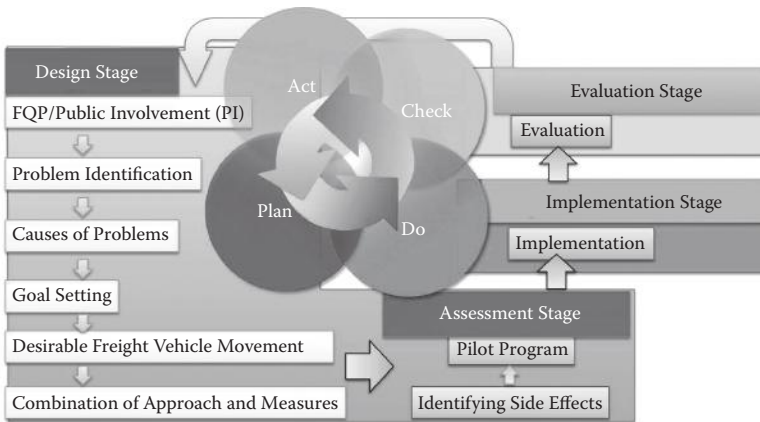 Design Stage
FQP/Public Involvement (PI)
Problem Identification
Causes of Problems
Goal Setting
Desirable Freight Vehicle Movement
Combination of Approach and Measures
Act
Check
Plan
Do
Evaluation Stage
Evaluation
Implementation Stage
Implementation
Assessment Stage
Pilot Program
Identifying Side Effects